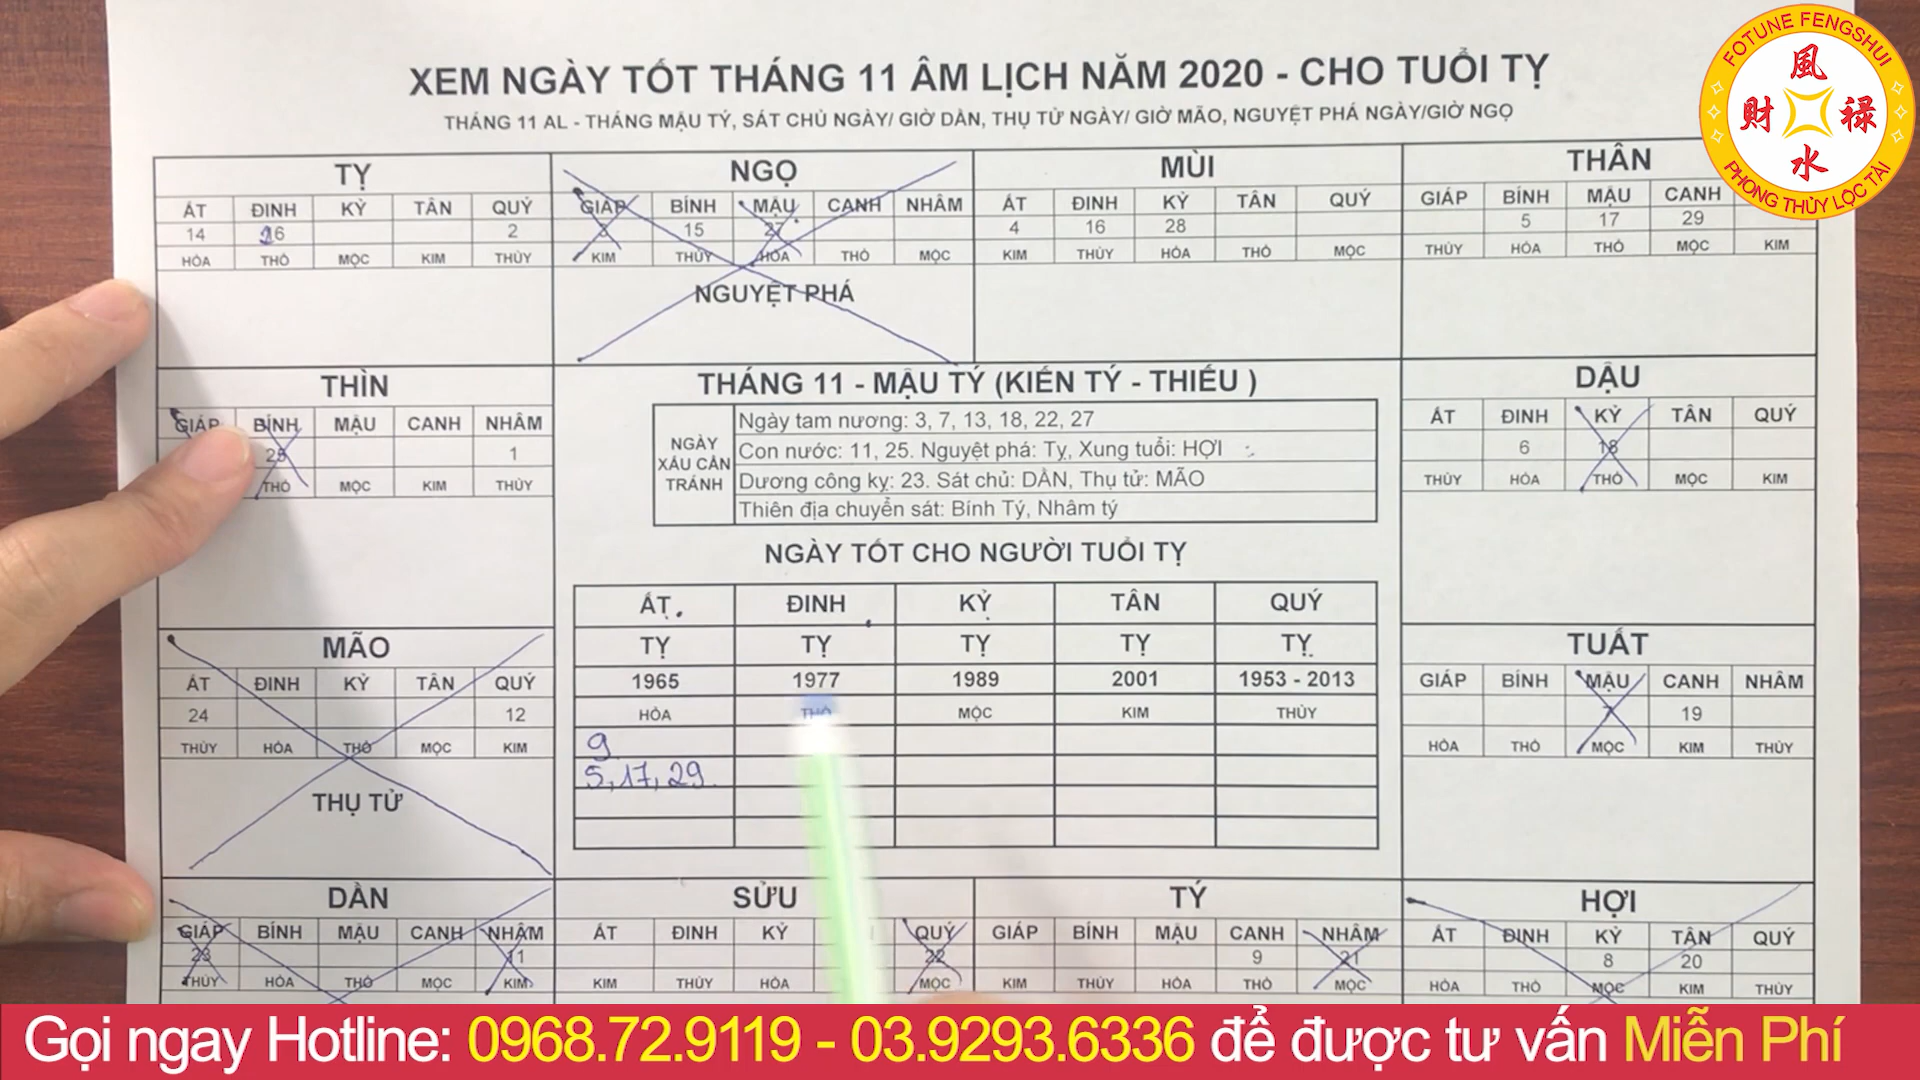 XEM NGÀY TỐT THÁNG 11 ÂM LỊCH NĂM 2020 - CHO TUỔI TỴ
THÁNG 11 AL - THÁNG MẬU TÝ, SÁT CHỦ NGÀY/ GIỜ DẦN, THỤ TỬ NGÀY/ GIỜ MÃO, NGUYỆT PHÁ NGÀY/GIỜ NGỌ
FOTUNE FENGSHUI
風
財 禄
水
PHONG THỦY LỘC TÀI
TỴ
ẤT ĐINH KỶ TÂN QUÝ
14 26 2
HỎA THỔ MỘC KIM THỦY
NGỌ
GIÁP BÍNH MẬU CANH NHÂM
3 15 27
KIM THỦY HỎA THỔ MỘC
NGUYỆT PHÁ
MÙI
ẤT ĐINH KỶ TÂN QUÝ
4 16 28
KIM THỦY HỎA THỔ MỘC
THÂN
GIÁP BÍNH MẬU CANH
5 17 29
THỦY HỎA THỔ MỘC KIM
THÌN
GIÁP BÍNH MẬU CANH NHÂM
25 1
THỔ MỘC KIM THỦY
THÁNG 11 - MẬU TÝ (KIẾN TÝ - THIẾU )
NGÀY XẤU CẦN TRÁNH
Ngày tam nương: 3, 7, 13, 18, 22, 27
Con nước: 11, 25. Nguyệt phá: Tỵ, Xung tuổi: HỢI
Dương công kỵ: 23. Sát chủ: DẦN, Thụ tử: MÃO
Thiên địa chuyển sát: Bính Tý, Nhâm tý
DẬU
ẤT ĐINH KỶ TÂN QUÝ
6 18
THỦY HỎA THỔ MỘC KIM
NGÀY TỐT CHO NGƯỜI TUỔI TỴ
ẤT ĐINH KỶ TÂN QUÝ
TỴ TỴ TỴ TỴ TỴ
1965 1977 1989 2001 1953 - 2013
HỎA THỔ MỘC KIM THỦY
9
5, 17, 29
MÃO
ẤT ĐINH KỶ TÂN QUÝ
24 12
THỦY HỎA THỔ MỘC KIM
THỤ TỬ
TUẤT
GIÁP BÍNH MẬU CANH NHÂM
7 19
HỎA THỔ MỘC KIM THỦY
DẦN
GIÁP BÍNH MẬU CANH NHÂM
23 11
THỦY HỎA THỔ MỘC KIM
SỬU
ẤT ĐINH KỶ QUÝ
22
KIM THỦY HỎA MỘC
TÝ
GIÁP BÍNH MẬU CANH NHÂM
9 21
KIM THỦY HỎA THỔ MỘC
HỢI
ẤT ĐINH KỶ TÂN QUÝ
8 20
HỎA THỔ MỘC KIM THỦY
Gọi ngay Hotline: 0968.72.9119 - 03.9293.6336 để được tư vấn Miễn Phí